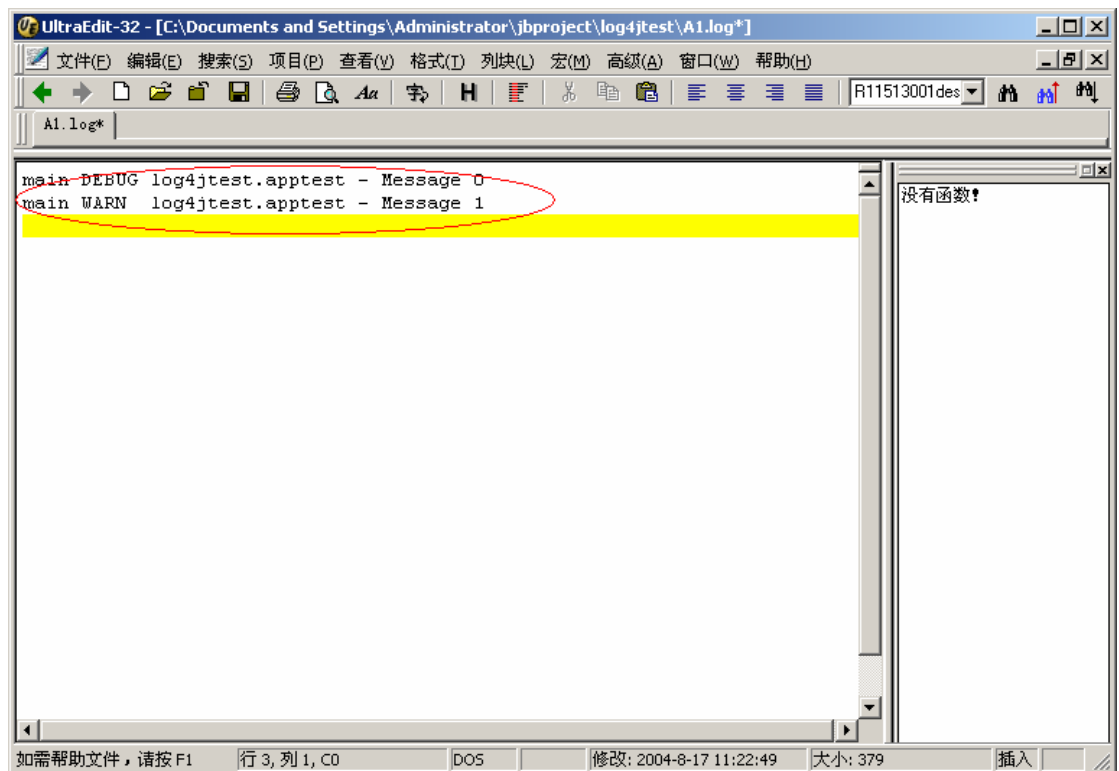 UltraEdit-32 - [C:\Documents and Settings\Administrator\jbproject\log4jtest\A1.log*]
文件(F) 编辑(E) 搜索(S) 项目(P) 查看(V) 格式(T) 列块(L) 宏(M) 高级(A) 窗口(W) 帮助(H)
Aa 字 H R11513001des
A1.log*
main DEBUG log4jtest.apptest - Message 0
main WARN  log4jtest.apptest - Message 1
没有函数!
如需帮助文件，请按 F1 行 3, 列 1, C0 DOS 修改: 2004-8-17 11:22:49 大小: 379 插入